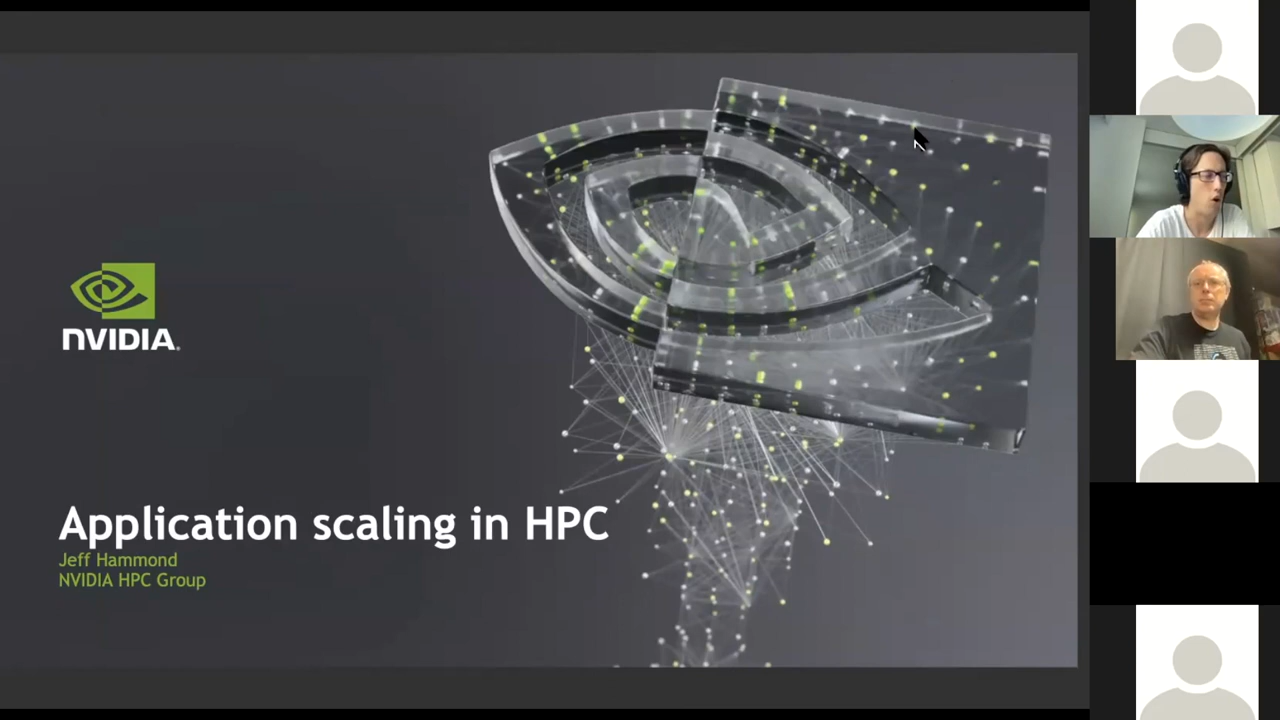 NVIDIA.
Application scaling in HPC
Jeff Hammond
NVIDIA HPC Group